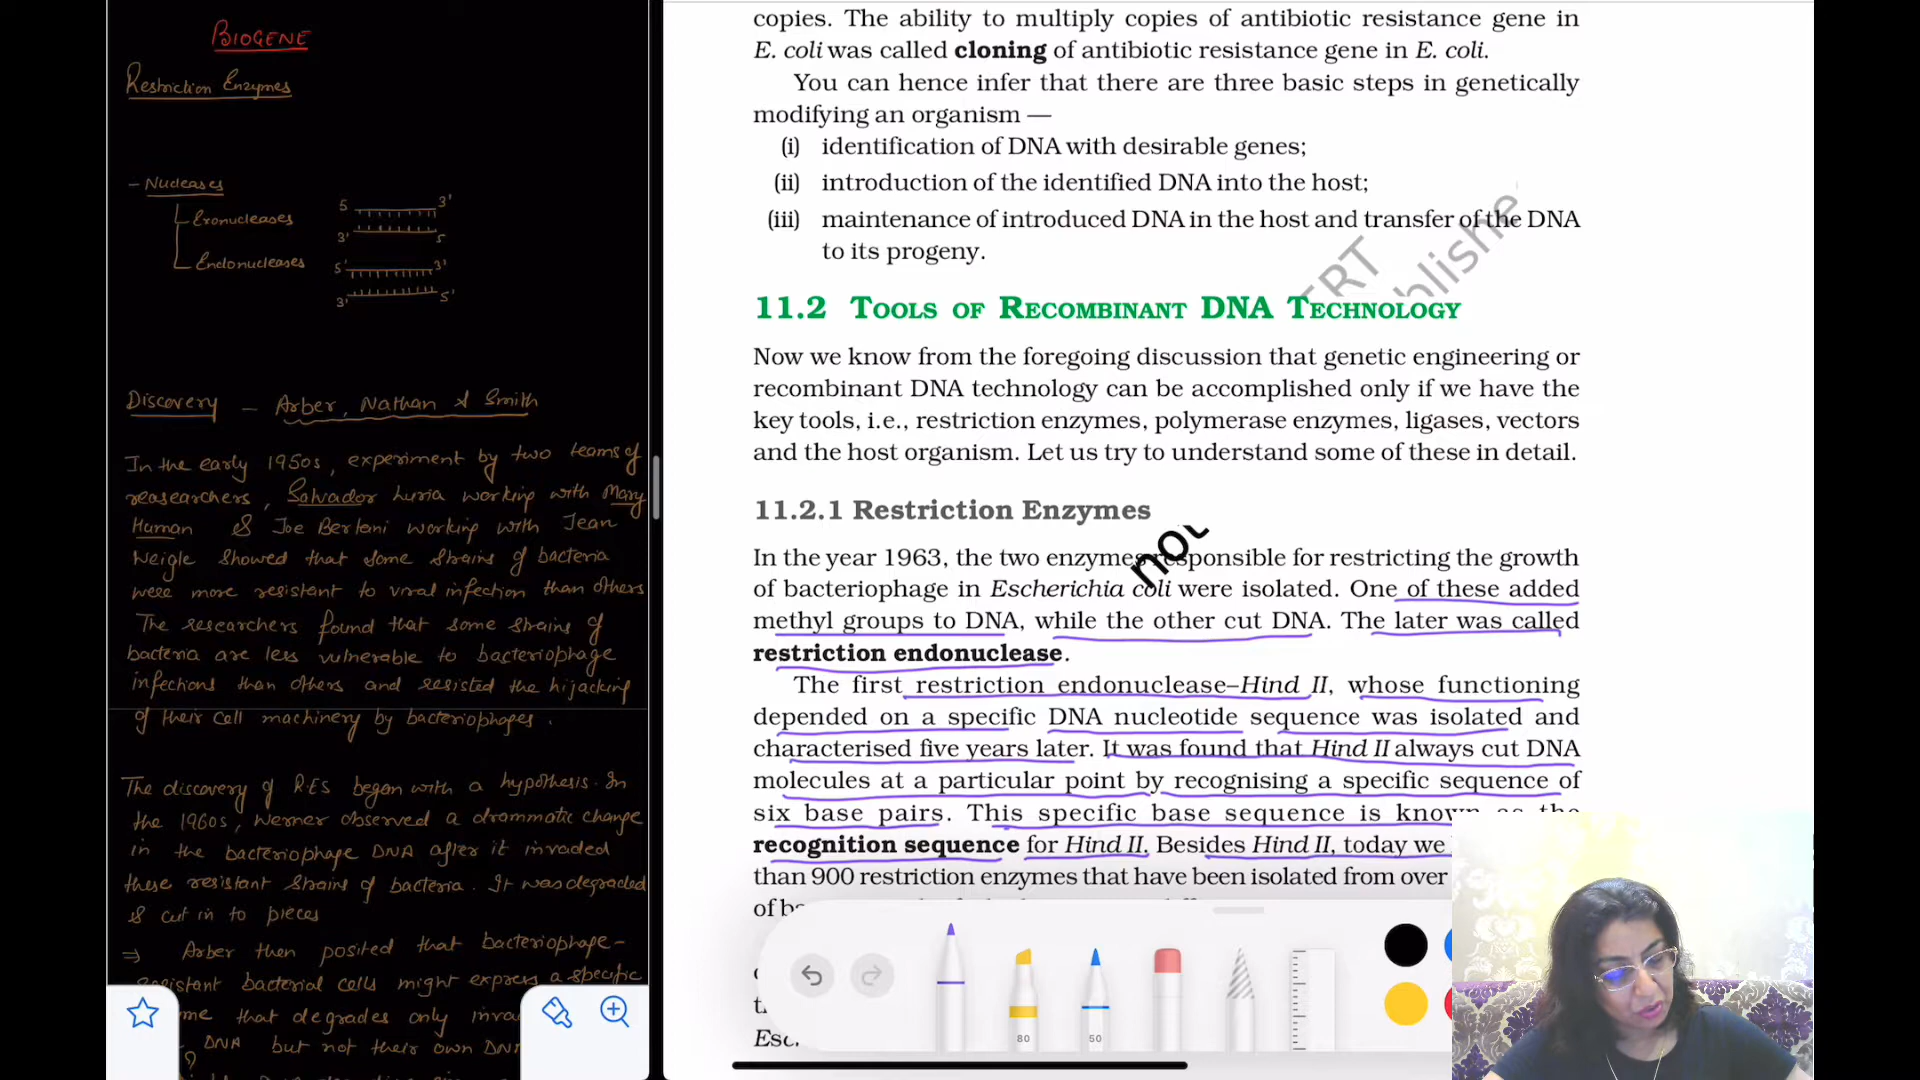 BIOGENE
Restriction Enzymes
- Nucleases
Exonucleases
Endonucleases
5 3'
3' 5
5' 3'
3' 5'
Discovery - Arber, Nathan & Smith
In the early 1950s, experiment by two teams of
reasearchers, Salvador Luria working with Mary
Human & Joe Bertani working with Jean
Weigle showed that some strains of bacteria
were more resistant to viral infection than others
The researchers found that some strains of
bacteria are less vulnerable to bacteriophage
infections than others and resisted the hijacking
of their cell machinery by bacteriophages.
The discovery of REs began with a hypothesis. In
the 1960s, Werner observed a drammatic change
in the bacteriophage DNA after it invaded
these resistant strains of bacteria. It was degraded
& cut in to pieces
⇒ Arber then posited that bacteriophage-
resistant bacterial cells might express a specific
me that degrades only inva
DNA but not their own DN
copies. The ability to multiply copies of antibiotic resistance gene in
E. coli was called cloning of antibiotic resistance gene in E. coli.
You can hence infer that there are three basic steps in genetically
modifying an organism —
(i) identification of DNA with desirable genes;
(ii) introduction of the identified DNA into the host;
(iii) maintenance of introduced DNA in the host and transfer of the DNA
to its progeny.
11.2 TOOLS OF RECOMBINANT DNA TECHNOLOGY
Now we know from the foregoing discussion that genetic engineering or
recombinant DNA technology can be accomplished only if we have the
key tools, i.e., restriction enzymes, polymerase enzymes, ligases, vectors
and the host organism. Let us try to understand some of these in detail.
11.2.1 Restriction Enzymes
In the year 1963, the two enzymes responsible for restricting the growth
of bacteriophage in Escherichia coli were isolated. One of these added
methyl groups to DNA, while the other cut DNA. The later was called
restriction endonuclease.
The first restriction endonuclease–Hind II, whose functioning
depended on a specific DNA nucleotide sequence was isolated and
characterised five years later. It was found that Hind II always cut DNA
molecules at a particular point by recognising a specific sequence of
six base pairs. This specific base sequence is known as the
recognition sequence for Hind II. Besides Hind II, today we
than 900 restriction enzymes that have been isolated from over
of
Esc
not
RT
blishe
80
50